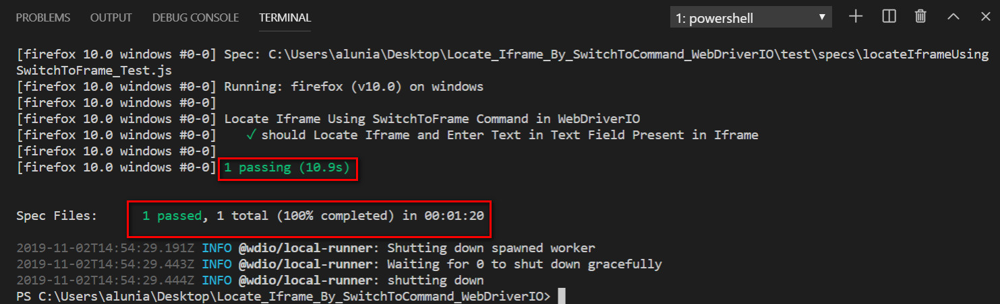 PROBLEMS OUTPUT DEBUG CONSOLE TERMINAL 1: powershell
[firefox 10.0 windows #0-0] Spec: C:\Users\alunia\Desktop\Locate_Iframe_By_SwitchToCommand_WebDriverIO\test\specs\locateIframeUsing
SwitchToFrame_Test.js
[firefox 10.0 windows #0-0] Running: firefox (v10.0) on windows
[firefox 10.0 windows #0-0]
[firefox 10.0 windows #0-0] Locate Iframe Using SwitchToFrame Command in WebDriverIO
[firefox 10.0 windows #0-0] ✓ should Locate Iframe and Enter Text in Text Field Present in Iframe
[firefox 10.0 windows #0-0]
[firefox 10.0 windows #0-0] 1 passing (10.9s)
Spec Files: 1 passed, 1 total (100% completed) in 00:01:20
2019-11-02T14:54:29.191Z INFO @wdio/local-runner: Shutting down spawned worker
2019-11-02T14:54:29.443Z INFO @wdio/local-runner: Waiting for 0 to shut down gracefully
2019-11-02T14:54:29.444Z INFO @wdio/local-runner: shutting down
PS C:\Users\alunia\Desktop\Locate_Iframe_By_SwitchToCommand_WebDriverIO>